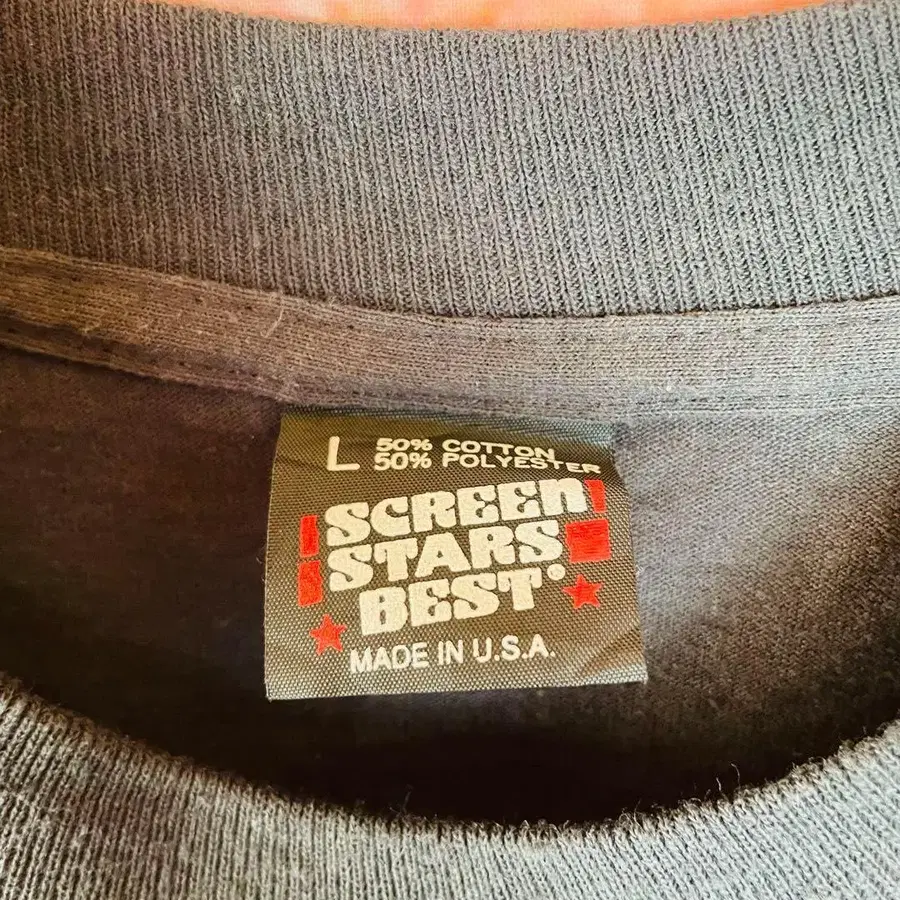 L 50% COTTON
50% POLYESTER
SCREEN
STARS
BEST®
MADE IN U.S.A.